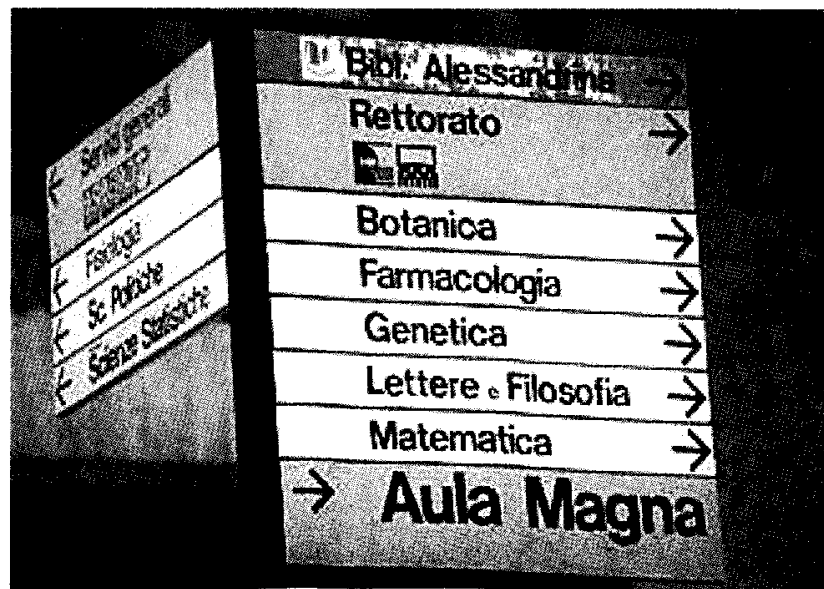 Servizi generali
Fisiologia
Sc. Politiche
Scienze Statistiche
Bibl. Alessandrina
Rettorato
Botanica
Farmacologia
Genetica
Lettere e Filosofia
Matematica
Aula Magna